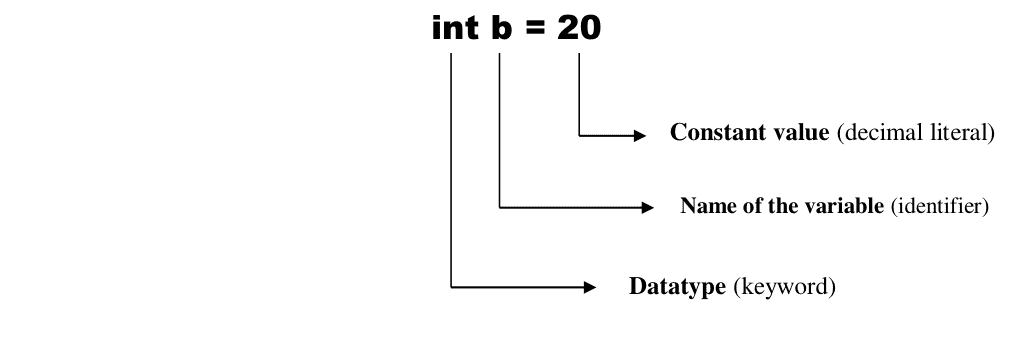 int b = 20
Constant value (decimal literal)
Name of the variable (identifier)
Datatype (keyword)